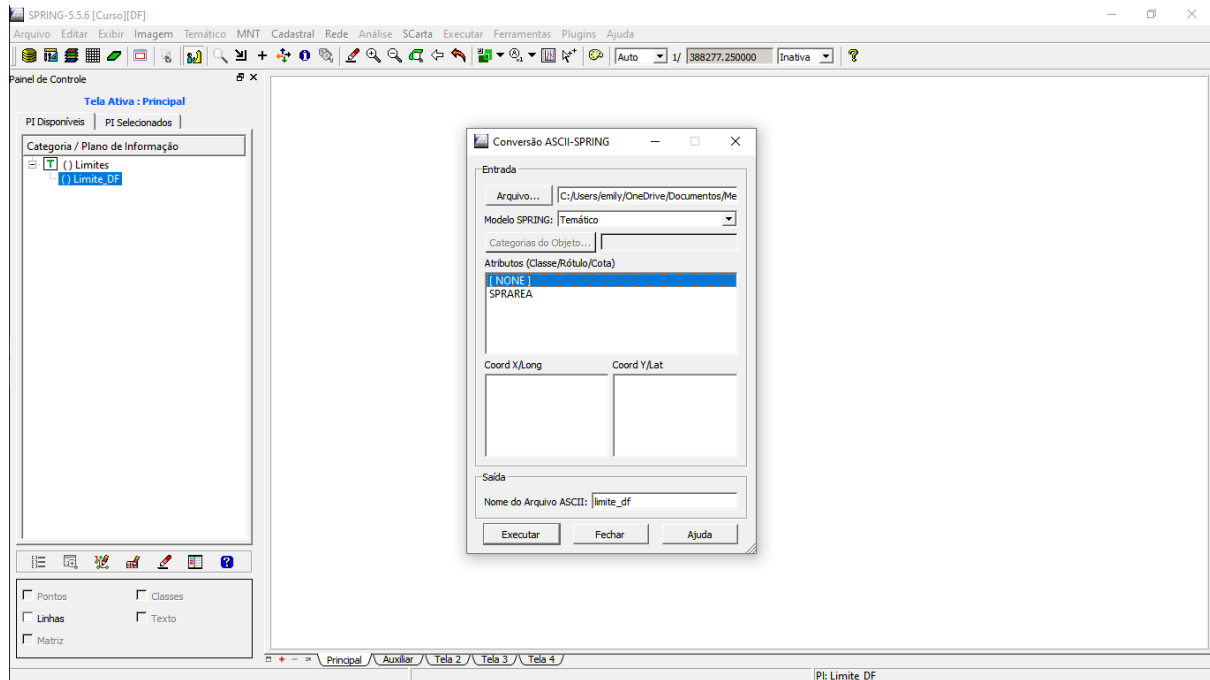 SPRING-5.5.6 [Curso][DF]
Arquivo Editar Exibir Imagem Temático MNT Cadastral Rede Análise SCarta Executar Ferramentas Plugins Ajuda
Auto 1/ 388277.250000 Inativa
Painel de Controle
Tela Ativa : Principal
PI Disponíveis PI Selecionados
Categoria / Plano de Informação
T () Limites
() Limite_DF
Conversão ASCII-SPRING
Entrada
Arquivo... C:/Users/emily/OneDrive/Documentos/Me
Modelo SPRING: Temático
Categorias do Objeto...
Atributos (Classe/Rótulo/Cota)
[ NONE ]
SPRAREA
Coord X/Long Coord Y/Lat
Saída
Nome do Arquivo ASCII: limite_df
Executar Fechar Ajuda
Pontos Classes
Linhas Texto
Matriz
Principal Auxiliar Tela 2 Tela 3 Tela 4
PI: Limite_DF